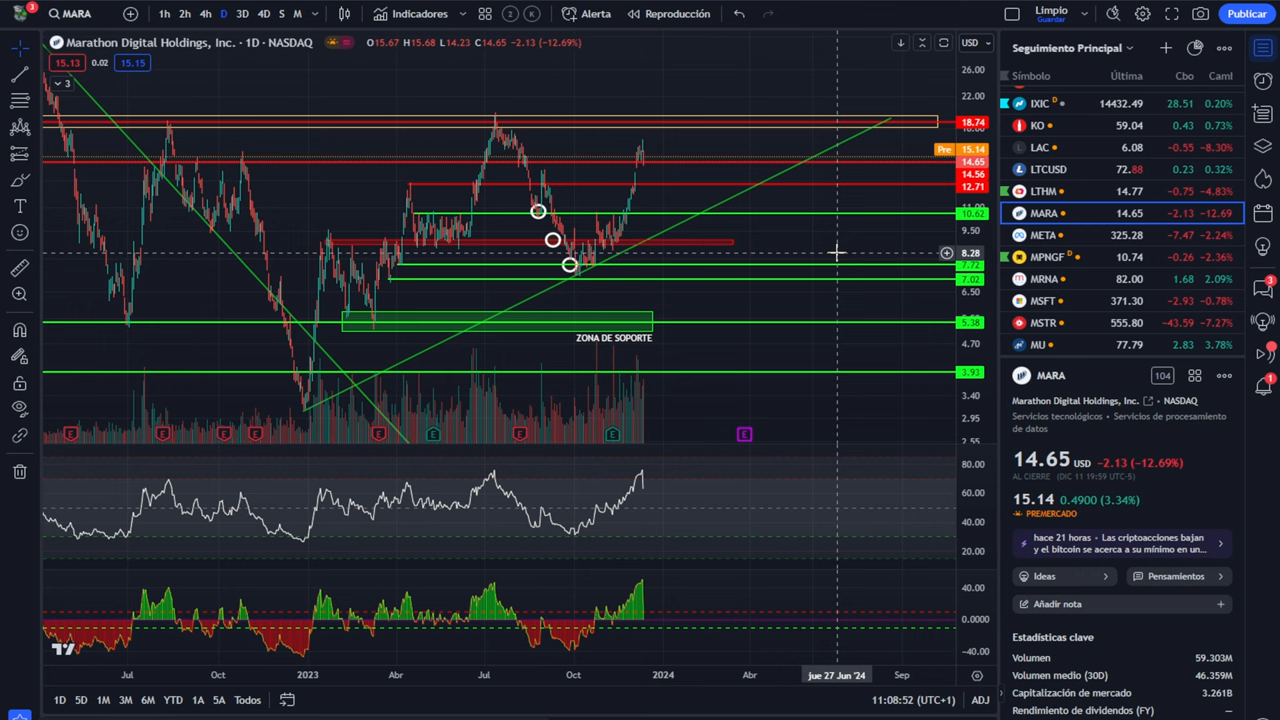 3
MARA
1h 2h 4h D 3D 4D S M
Indicadores
2 K
Alerta
Reproducción
Limpio
Guardar
Publicar
Marathon Digital Holdings, Inc. · 1D · NASDAQ
O15.67 H15.68 L14.23 C14.65 −2.13 (−12.69%)
USD
15.13 0.02 15.15
3
26.00
22.00
18.74
Pre 15.14
14.65
14.56
12.71
10.62
9.50
8.28
7.72
7.02
6.50
5.38
4.70
3.93
3.40
2.95
2.55
ZONA DE SOPORTE
E E E E E E E E E
80.00
60.00
40.00
20.00
40.00
0.0000
−40.00
Jul Oct 2023 Abr Jul Oct 2024 Abr jue 27 Jun '24 Sep
1D 5D 1M 3M 6M YTD 1A 5A Todos
11:08:52 (UTC+1)
ADJ
Seguimiento Principal
Símbolo Última Cbo Caml
IXIC D 14432.49 28.51 0.20%
KO 59.04 0.43 0.73%
LAC 6.08 −0.55 −8.30%
LTCUSD 72.88 0.23 0.32%
LTHM 14.77 −0.75 −4.83%
MARA 14.65 −2.13 −12.69
META 325.28 −7.47 −2.24%
MPNGF D 10.74 −0.26 −2.36%
MRNA 82.00 1.68 2.09%
MSFT 371.30 −2.93 −0.78%
MSTR 555.80 −43.59 −7.27%
MU 77.79 2.83 3.78%
MARA
104
Marathon Digital Holdings, Inc. · NASDAQ
Servicios tecnológicos · Servicios de procesamiento
de datos
14.65 USD −2.13 (−12.69%)
AL CIERRE (DIC 11 19:59 UTC-5)
15.14 0.4900 (3.34%)
PREMERCADO
hace 21 horas · Las criptoacciones bajan
y el bitcoin se acerca a su mínimo en un...
Ideas
Pensamientos
Añadir nota
Estadísticas clave
Volumen 59.303M
Volumen medio (30D) 46.359M
Capitalización de mercado 3.261B
Rendimiento de dividendos (FY) —
3
1